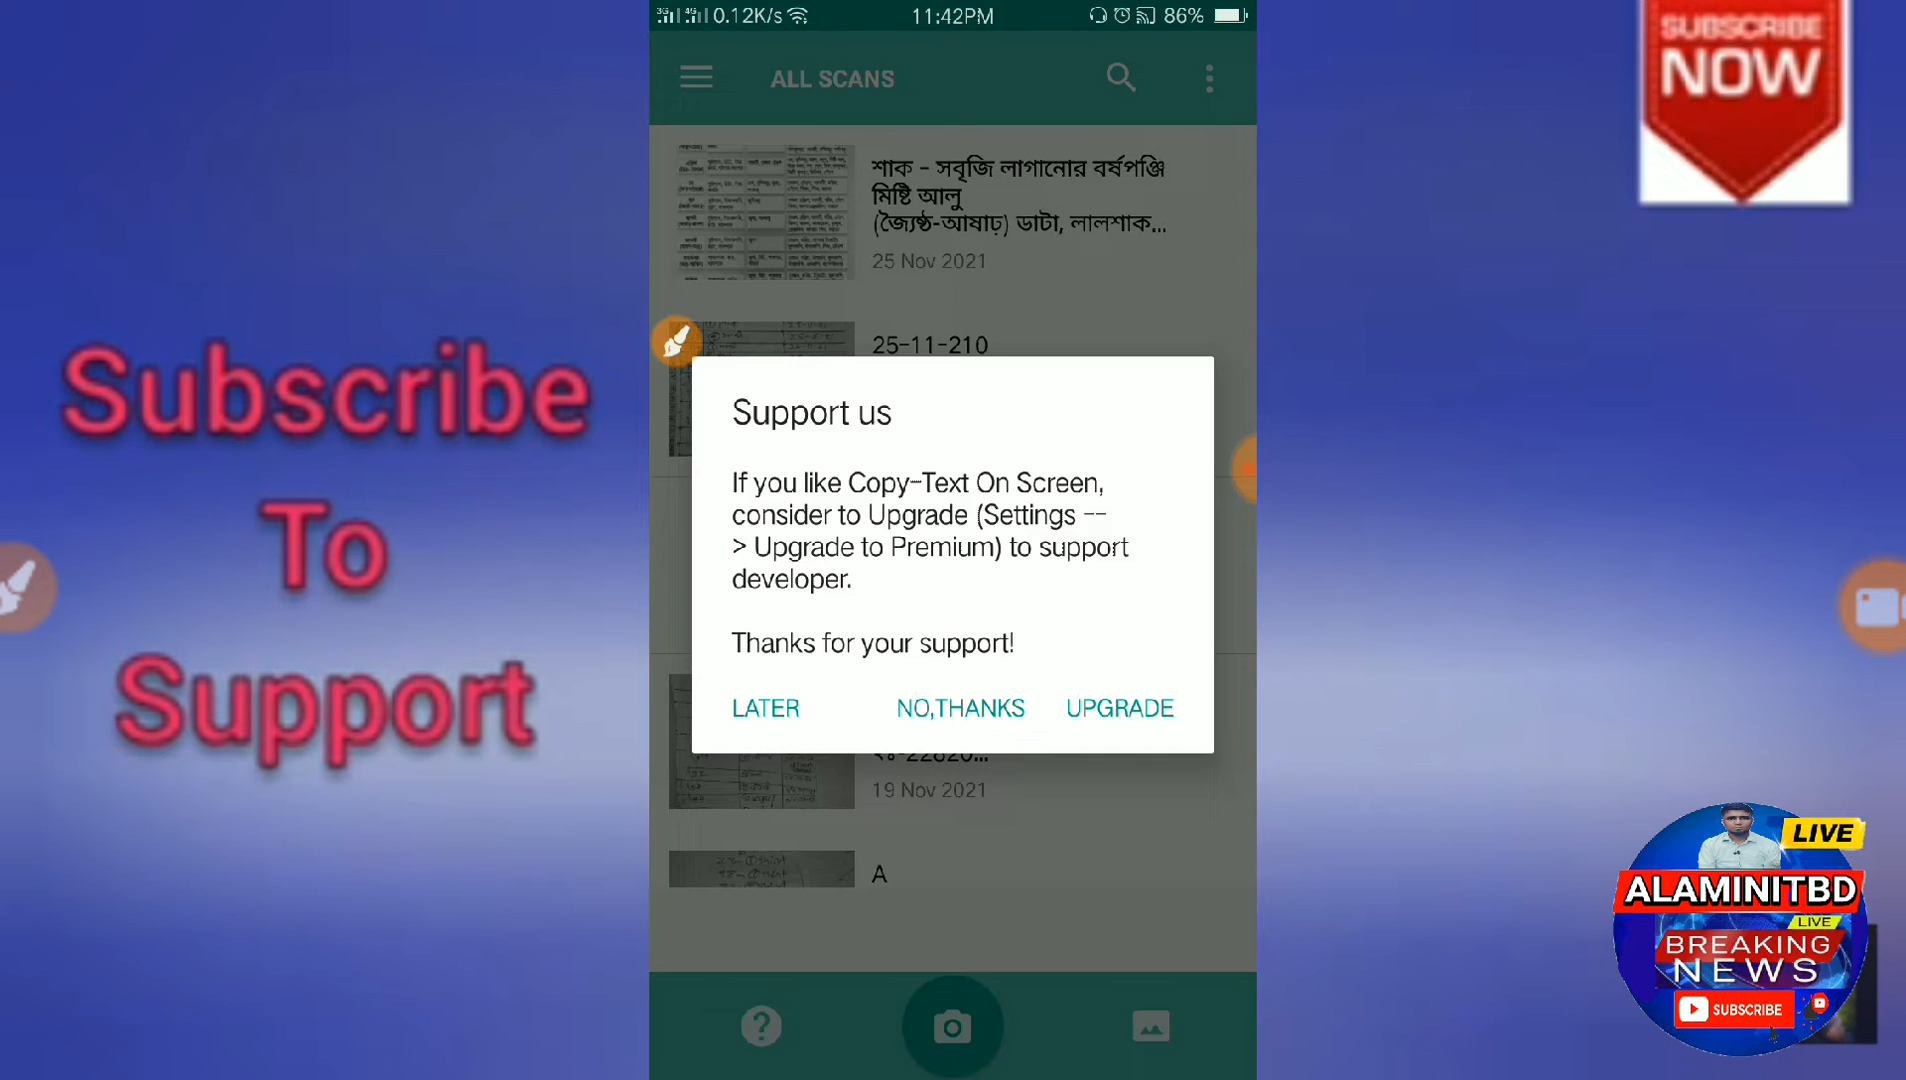 3G 4G 0.12K/s 11:42PM 86%
SUBSCRIBE
NOW
ALL SCANS
শাক - সবৃজি লাগানোর বর্ষপঞ্জি
মিষ্টি আলু
(জ্যৈষ্ঠ-আষাঢ়) ডাটা, লালশাক...
25 Nov 2021
25-11-210
Subscribe
To
Support
Support us
If you like Copy-Text On Screen,
consider to Upgrade (Settings --
> Upgrade to Premium) to support
developer.
Thanks for your support!
LATER NO,THANKS UPGRADE
19 Nov 2021
A
LIVE
ALAMINITBD
LIVE
BREAKING
NEWS
SUBSCRIBE